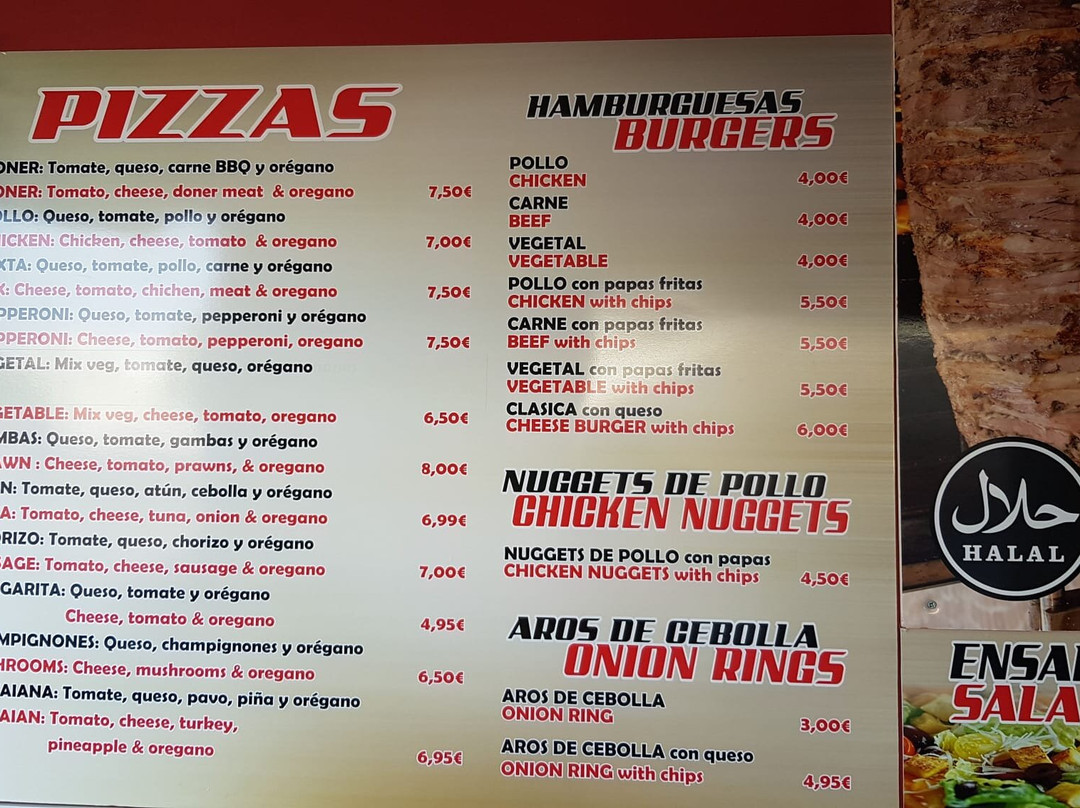 PIZZAS
ONER: Tomate, queso, carne BBQ y orégano
ONER: Tomato, cheese, doner meat & oregano 7,50€
OLLO: Queso, tomate, pollo y orégano
ICKEN: Chicken, cheese, tomato & oregano 7,00€
XTA: Queso, tomate, pollo, carne y orégano
X: Cheese, tomato, chichen, meat & oregano 7,50€
PPERONI: Queso, tomate, pepperoni y orégano
PPERONI: Cheese, tomato, pepperoni, oregano 7,50€
GETAL: Mix veg, tomate, queso, orégano
GETABLE: Mix veg, cheese, tomato, oregano 6,50€
MBAS: Queso, tomate, gambas y orégano
AWN : Cheese, tomato, prawns, & oregano 8,00€
N: Tomate, queso, atún, cebolla y orégano
A: Tomato, cheese, tuna, onion & oregano 6,99€
ORIZO: Tomate, queso, chorizo y orégano
SAGE: Tomato, cheese, sausage & oregano 7,00€
GARITA: Queso, tomate y orégano
Cheese, tomato & oregano 4,95€
MPIGNONES: Queso, champignones y orégano
HROOMS: Cheese, mushrooms & oregano 6,50€
AIANA: Tomate, queso, pavo, piña y orégano
AIAN: Tomato, cheese, turkey,
pineapple & oregano 6,95€
HAMBURGUESAS
BURGERS
POLLO
CHICKEN 4,00€
CARNE
BEEF 4,00€
VEGETAL
VEGETABLE 4,00€
POLLO con papas fritas
CHICKEN with chips 5,50€
CARNE con papas fritas
BEEF with chips 5,50€
VEGETAL con papas fritas
VEGETABLE with chips 5,50€
CLASICA con queso
CHEESE BURGER with chips 6,00€
NUGGETS DE POLLO
CHICKEN NUGGETS
NUGGETS DE POLLO con papas
CHICKEN NUGGETS with chips 4,50€
AROS DE CEBOLLA
ONION RINGS
AROS DE CEBOLLA
ONION RING 3,00€
AROS DE CEBOLLA con queso
ONION RING with chips 4,95€
حلال
HALAL
ENSA
SALA